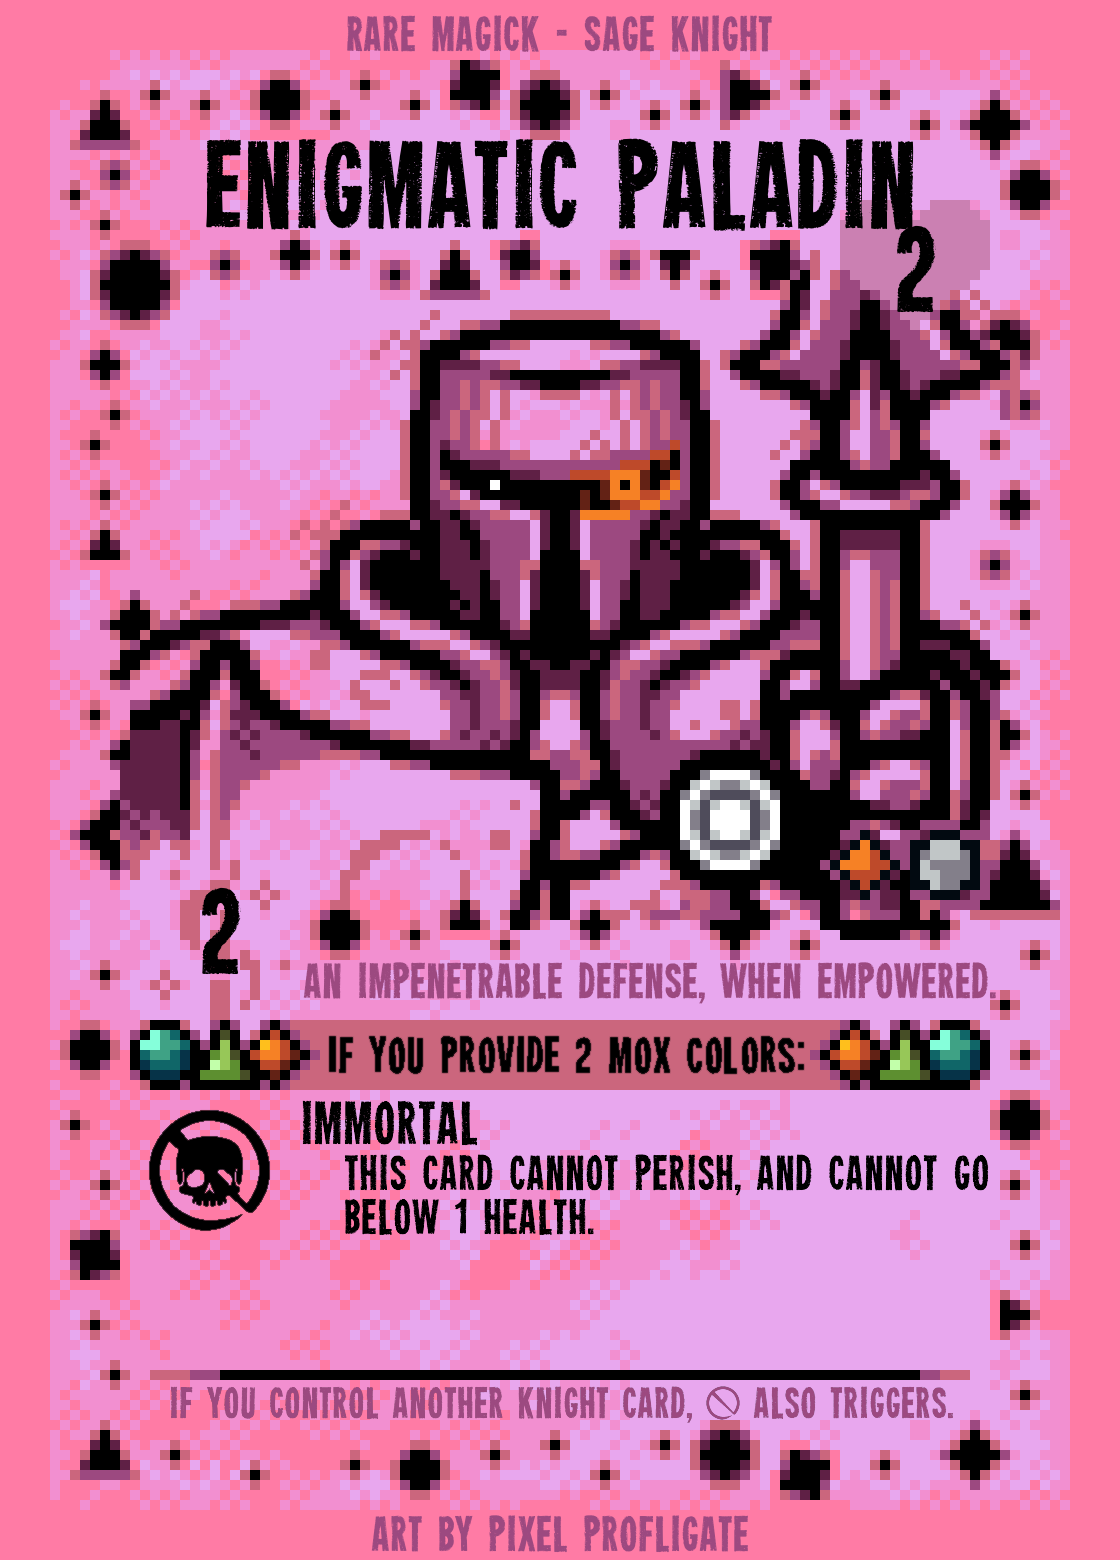 RARE MAGICK - SAGE KNIGHT
ENIGMATIC PALADIN
2
2
AN IMPENETRABLE DEFENSE, WHEN EMPOWERED.
IF YOU PROVIDE 2 MOX COLORS:
IMMORTAL
THIS CARD CANNOT PERISH, AND CANNOT GO
BELOW 1 HEALTH.
IF YOU CONTROL ANOTHER KNIGHT CARD, ALSO TRIGGERS.
ART BY PIXEL PROFLIGATE